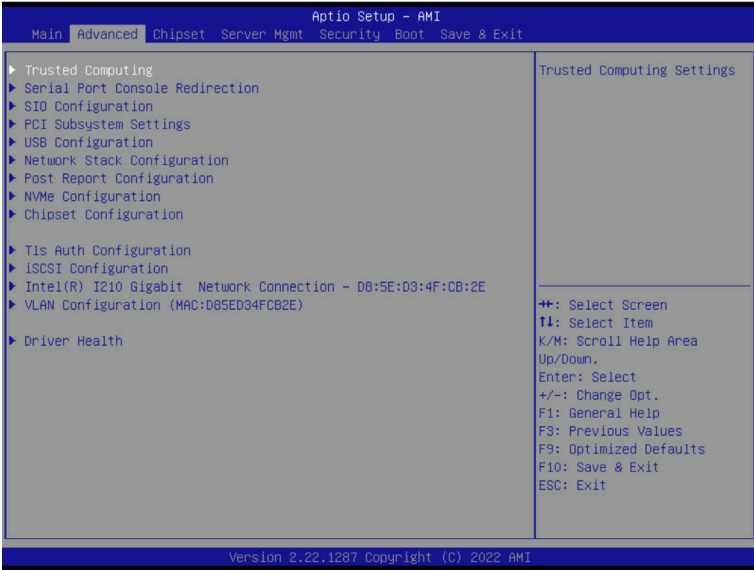 Aptio Setup – AMI
Main Advanced Chipset Server Mgmt Security Boot Save & Exit
▶ Trusted Computing
▶ Serial Port Console Redirection
▶ SIO Configuration
▶ PCI Subsystem Settings
▶ USB Configuration
▶ Network Stack Configuration
▶ Post Report Configuration
▶ NVMe Configuration
▶ Chipset Configuration
▶ Tls Auth Configuration
▶ iSCSI Configuration
▶ Intel(R) I210 Gigabit  Network Connection – D8:5E:D3:4F:CB:2E
▶ VLAN Configuration (MAC:D85ED34FCB2E)
▶ Driver Health
Trusted Computing Settings
→←: Select Screen
↑↓: Select Item
K/M: Scroll Help Area
Up/Down.
Enter: Select
+/-: Change Opt.
F1: General Help
F3: Previous Values
F9: Optimized Defaults
F10: Save & Exit
ESC: Exit
Version 2.22.1287 Copyright (C) 2022 AMI